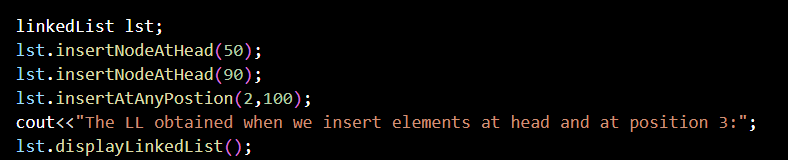 linkedList lst;
lst.insertNodeAtHead(50);
lst.insertNodeAtHead(90);
lst.insertAtAnyPostion(2,100);
cout<<"The LL obtained when we insert elements at head and at position 3:";
lst.displayLinkedList();